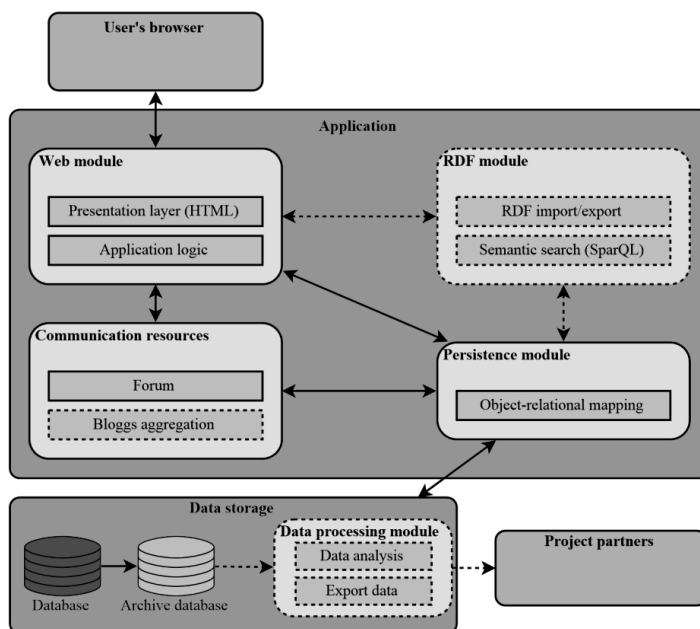 User's browser
Application
Web module
Presentation layer (HTML)
Application logic
RDF module
RDF import/export
Semantic search (SparQL)
Communication resources
Forum
Bloggs aggregation
Persistence module
Object-relational mapping
Data storage
Database
Archive database
Data processing module
Data analysis
Export data
Project partners